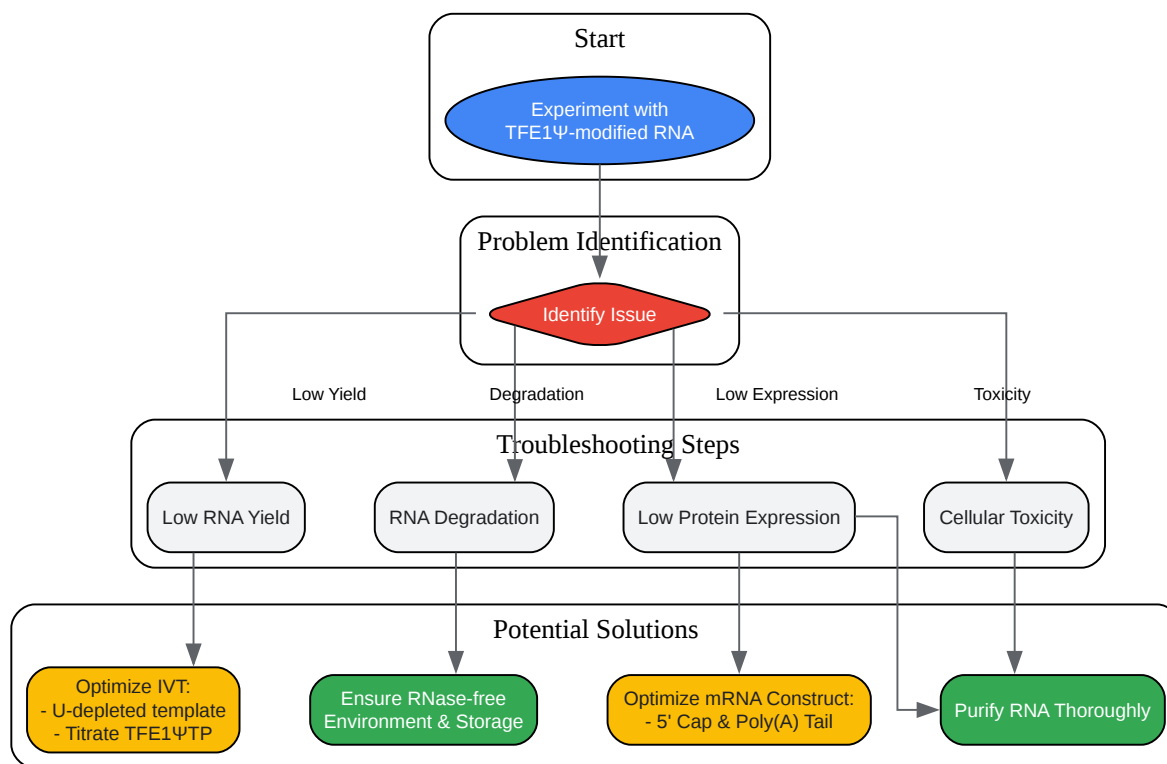 Start
Experiment with
TFE1Ψ-modified RNA
Problem Identification
Identify Issue
Low Yield
Degradation
Low Expression
Toxicity
Troubleshooting Steps
Low RNA Yield
RNA Degradation
Low Protein Expression
Cellular Toxicity
Potential Solutions
Optimize IVT:
- U-depleted template
- Titrate TFE1ΨTP
Ensure RNase-free
Environment & Storage
Optimize mRNA Construct:
- 5' Cap & Poly(A) Tail
Purify RNA Thoroughly